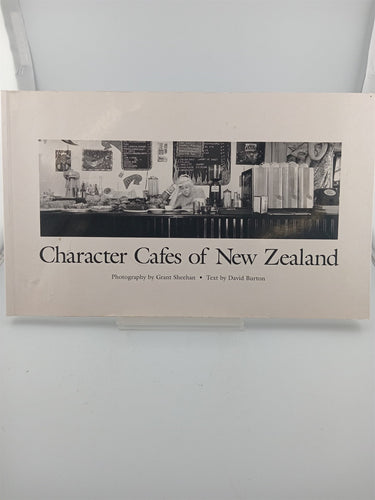 Character Cafes of New Zealand
Photography by Grant Sheehan • Text by David Burton